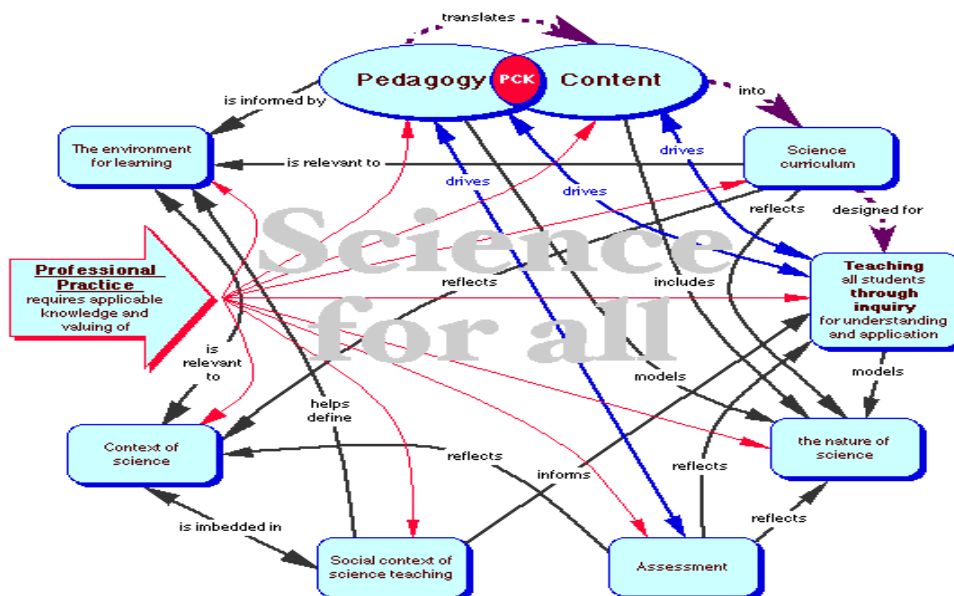 translates
Pedagogy
PCK
Content
is informed by
into
The environment
for learning
is relevant to
drives
drives
drives
Science
curriculum
reflects
designed for
Science
for all
Professional
Practice
requires applicable
knowledge and
valuing of
reflects
includes
Teaching
all students
through
inquiry
for understanding
and application
is
relevant
to
models
models
helps
define
Context of
science
reflects
informs
reflects
the nature of
science
is imbedded in
reflects
Social context of
science teaching
Assessment